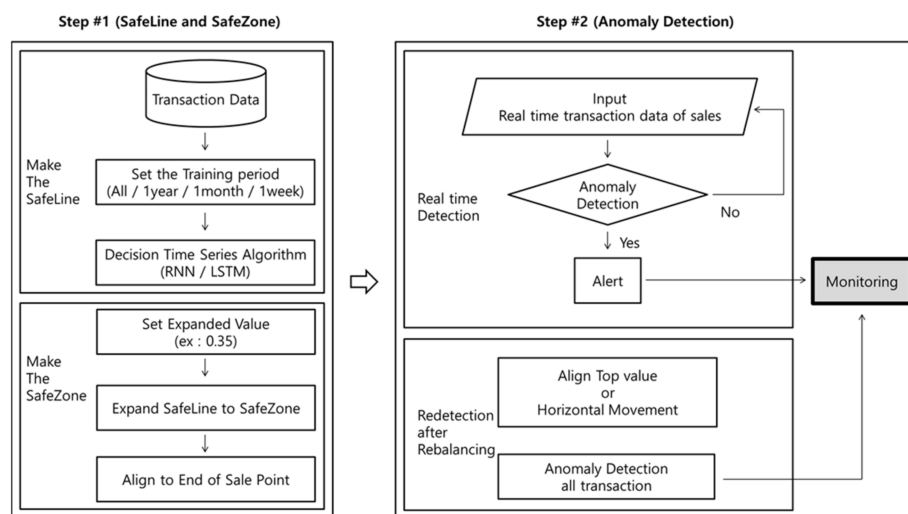 Step #1 (SafeLine and SafeZone)
Make
The
SafeLine
Transaction Data
Set the Training period
(All / 1year / 1month / 1week)
Decision Time Series Algorithm
(RNN / LSTM)
Make
The
SafeZone
Set Expanded Value
(ex : 0.35)
Expand SafeLine to SafeZone
Align to End of Sale Point
Step #2 (Anomaly Detection)
Real time
Detection
Input
Real time transaction data of sales
Anomaly
Detection
No
Yes
Alert
Monitoring
Redetection
after
Rebalancing
Align Top value
or
Horizontal Movement
Anomaly Detection
all transaction